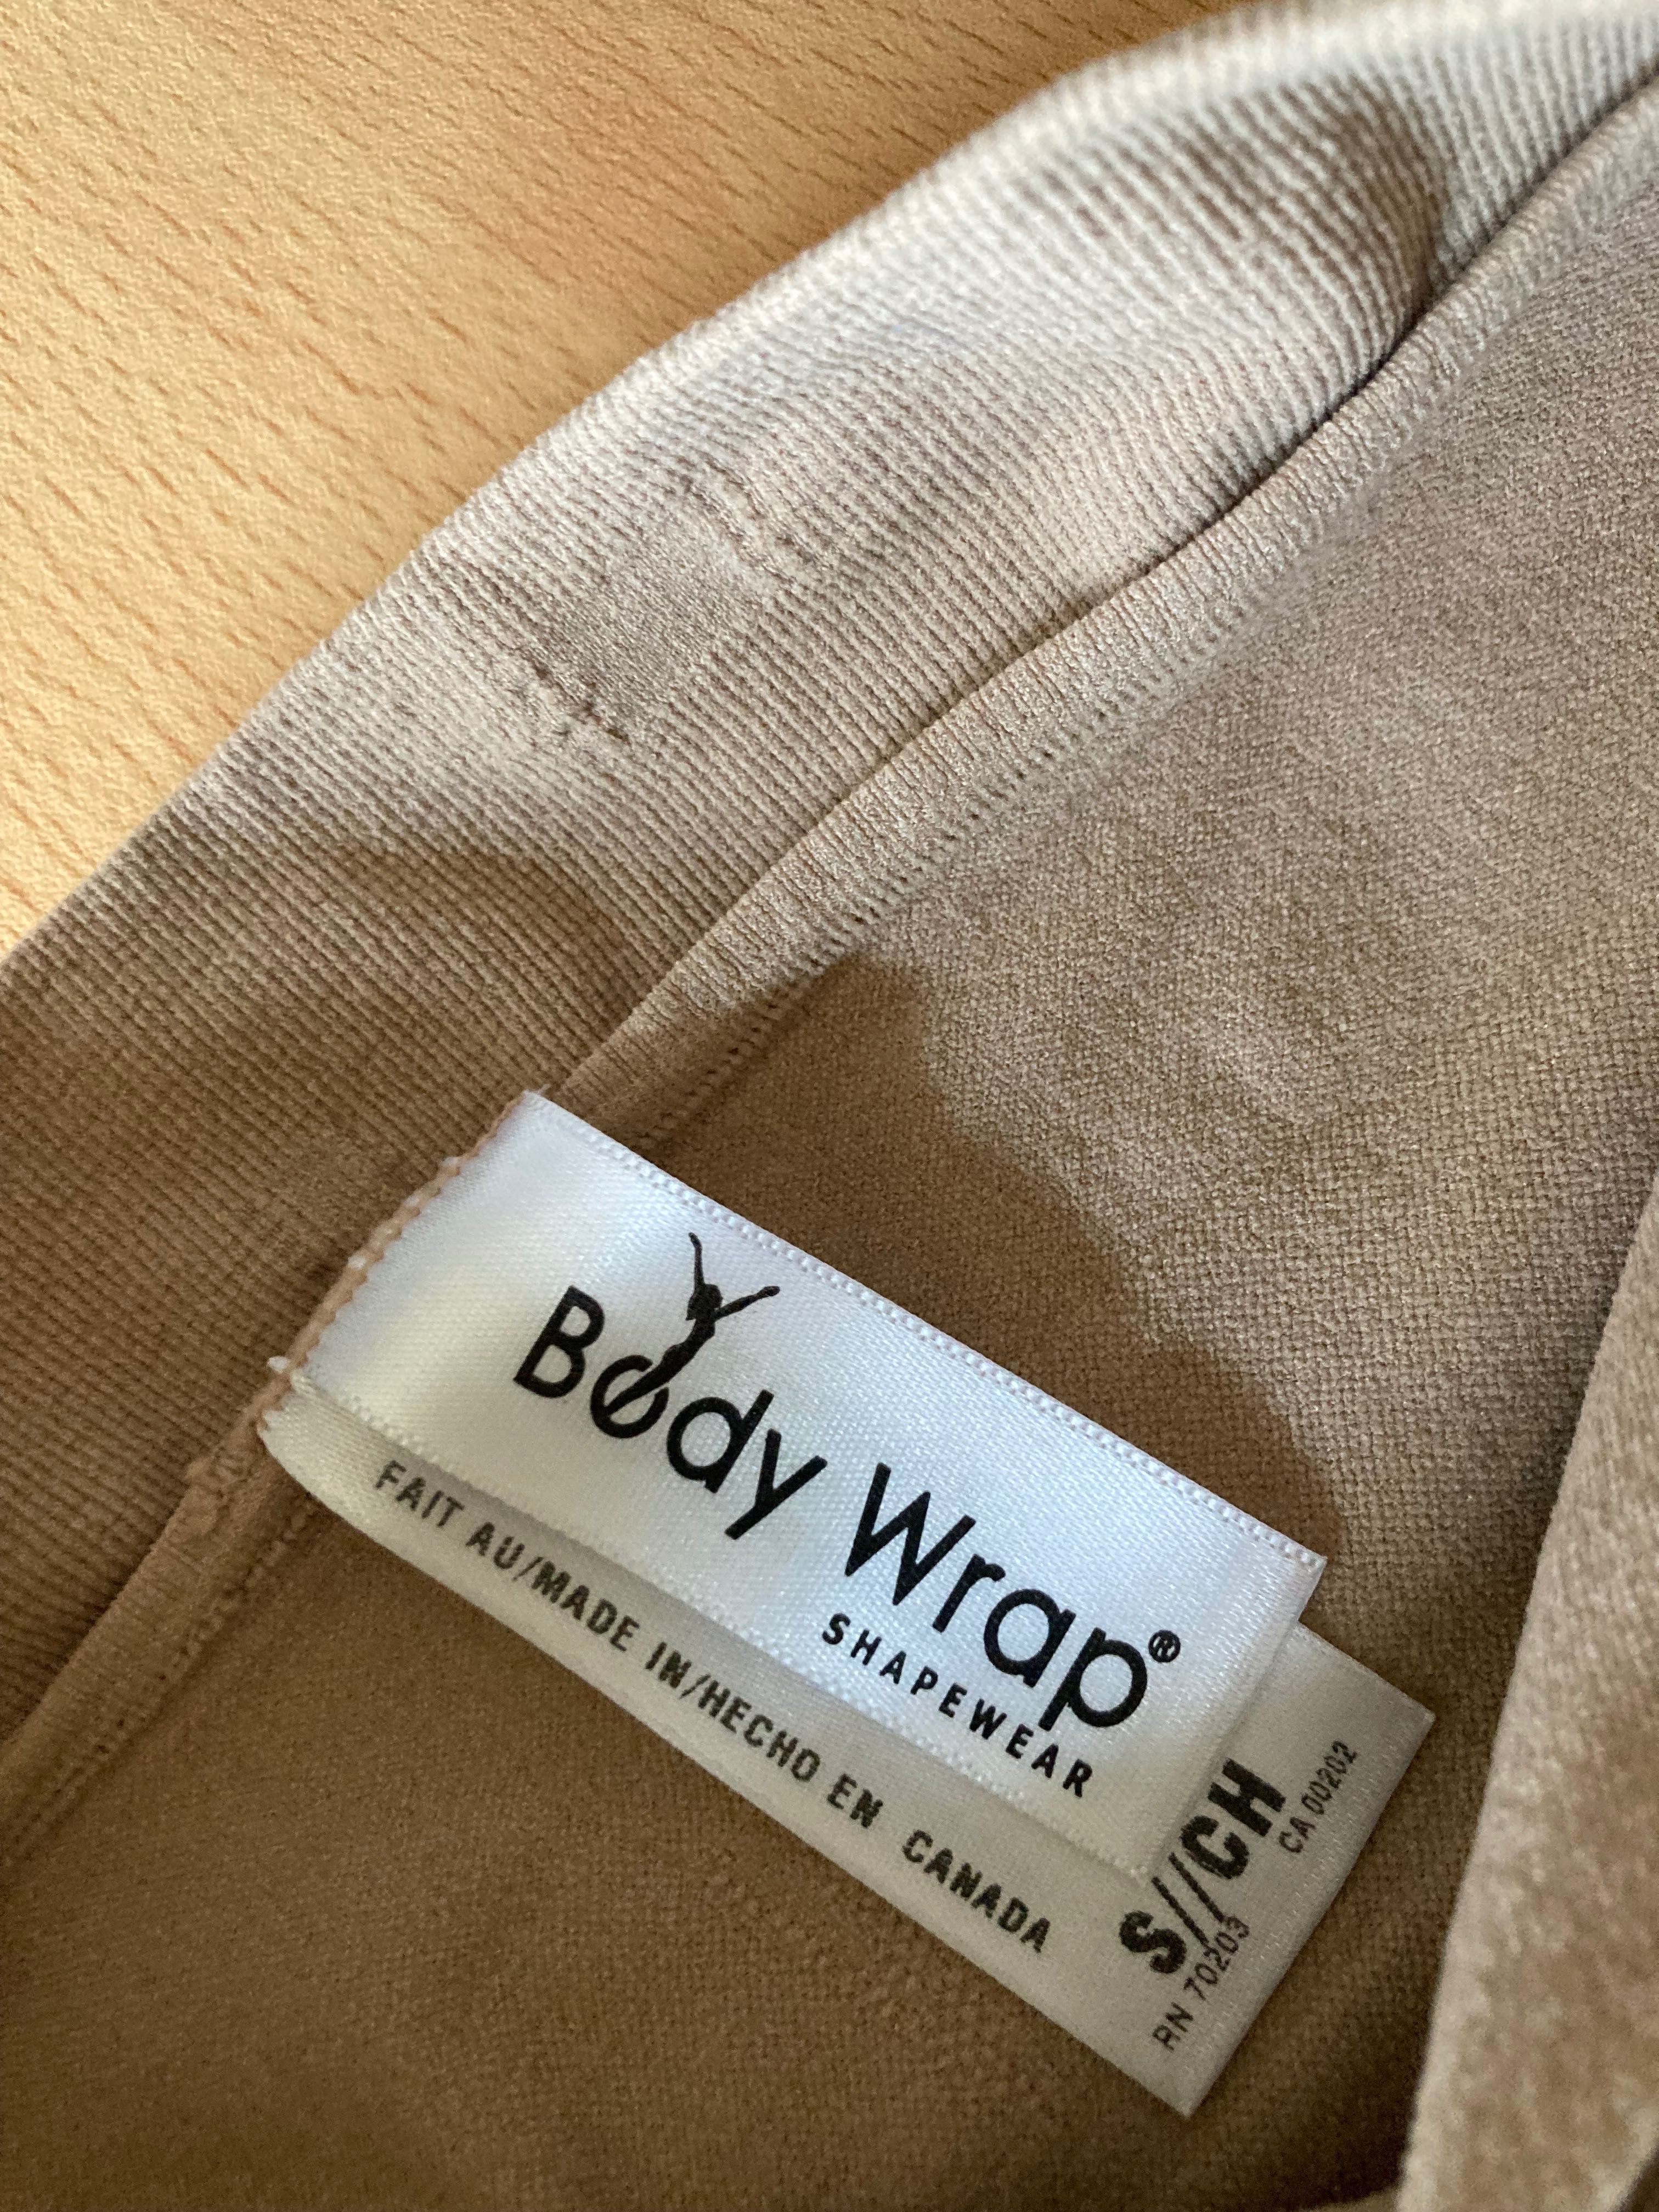 Body Wrap®
SHAPEWEAR
FAIT AU/MADE IN/HECHO EN CANADA
S//CH
RN 70203
CA 00202